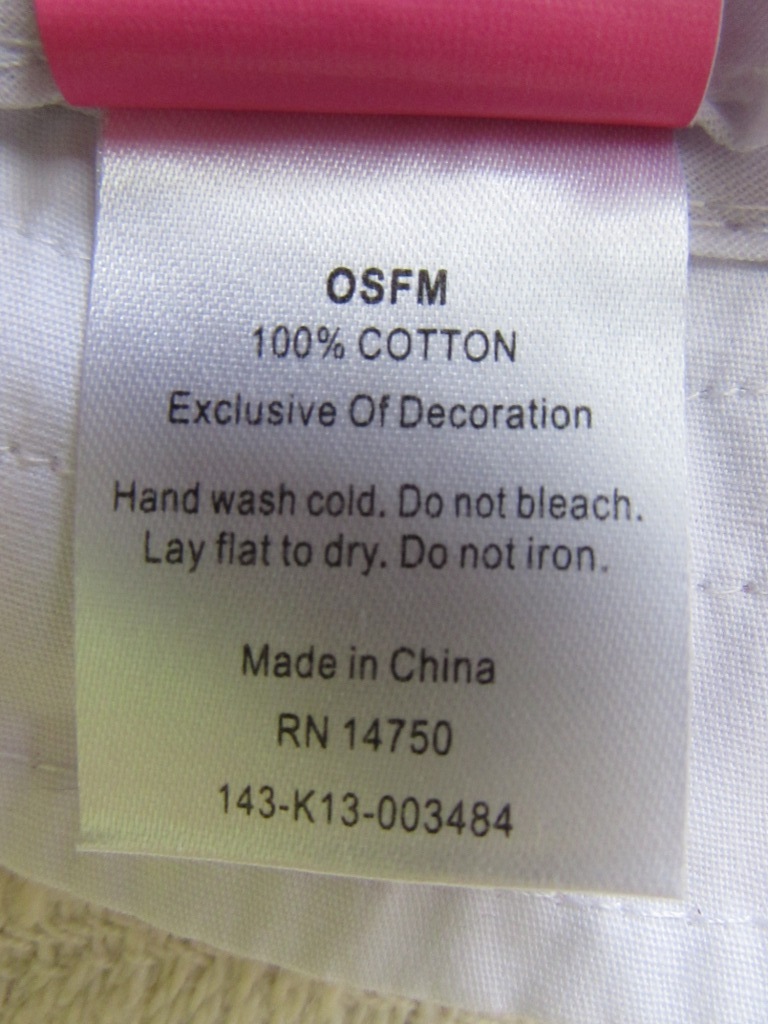 OSFM
100% COTTON
Exclusive Of Decoration
Hand wash cold. Do not bleach.
Lay flat to dry. Do not iron.
Made in China
RN 14750
143-K13-003484